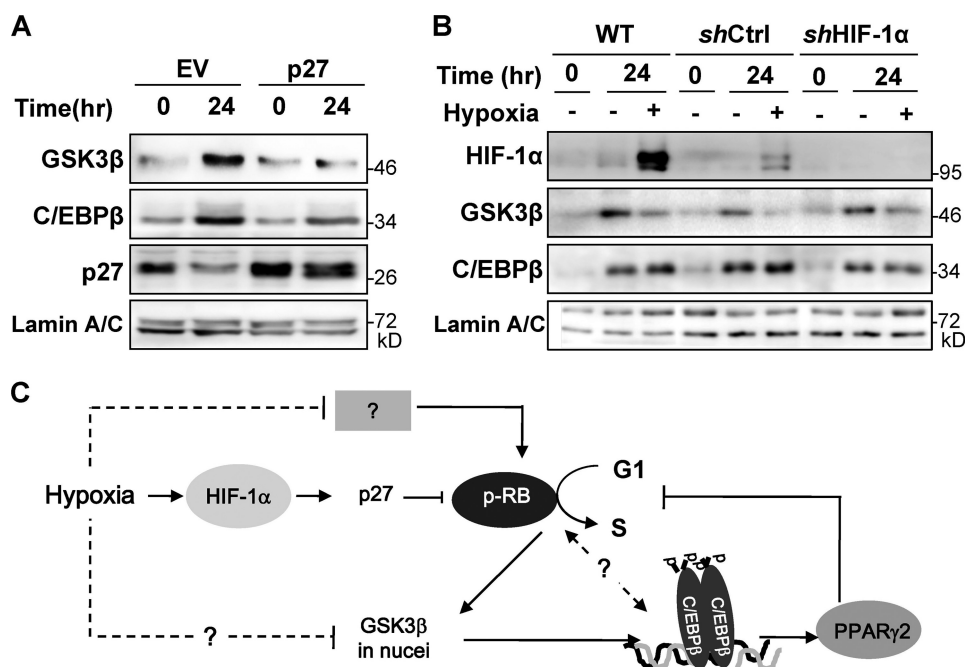 A
EV p27
Time(hr) 0 24 0 24
GSK3β -46
C/EBPβ -34
p27 -26
Lamin A/C -72
kD
B
WT shCtrl shHIF-1α
Time (hr) 0 24 0 24 0 24
Hypoxia - - + - - + - - +
HIF-1α -95
GSK3β -46
C/EBPβ -34
Lamin A/C -72
kD
C
?
Hypoxia HIF-1α p27 p-RB G1
S
?
P P P P
C/EBPβ C/EBPβ
? GSK3β
in nucei
PPARγ2